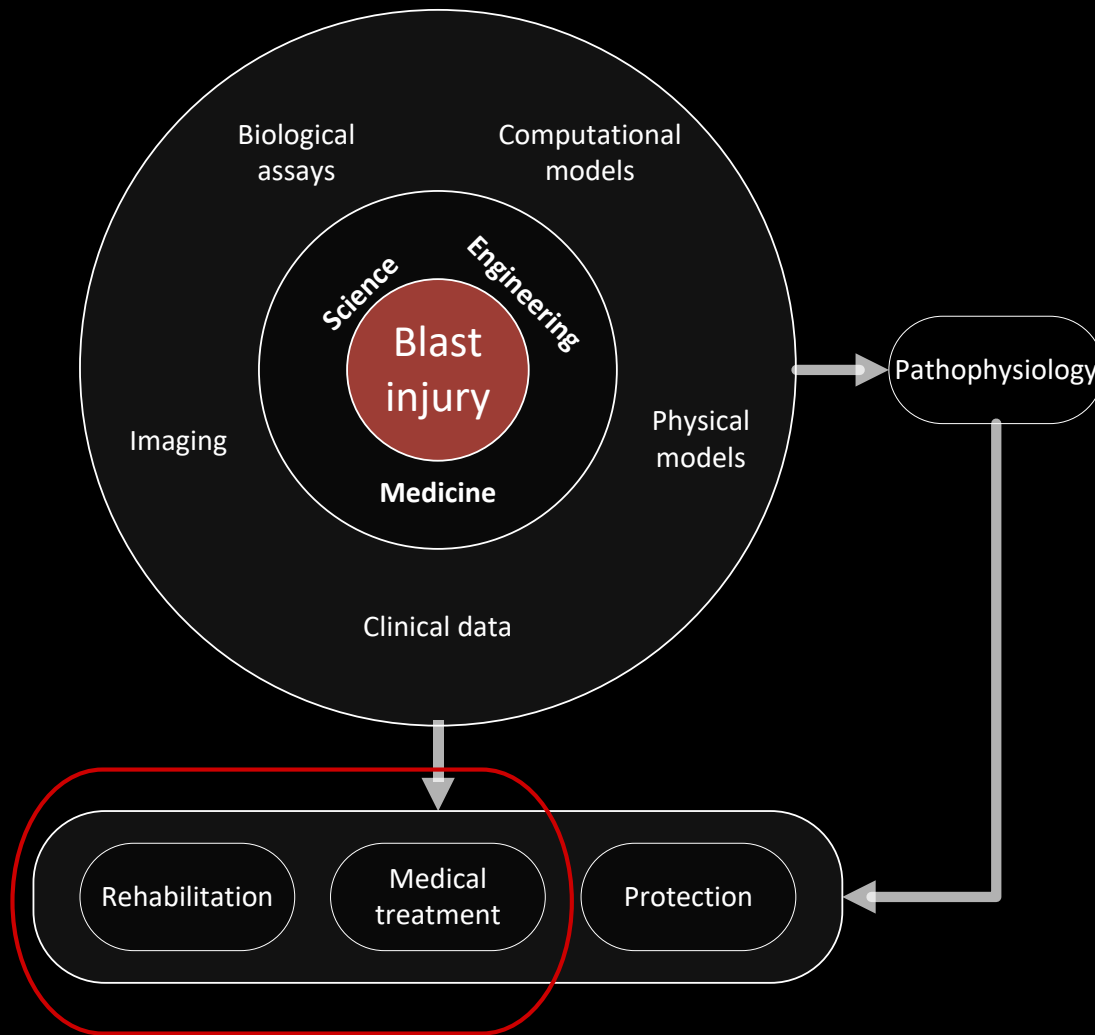 Biological
assays
Computational
models
Science
Engineering
Blast
injury
Medicine
Imaging
Physical
models
Clinical data
Pathophysiology
Rehabilitation
Medical
treatment
Protection